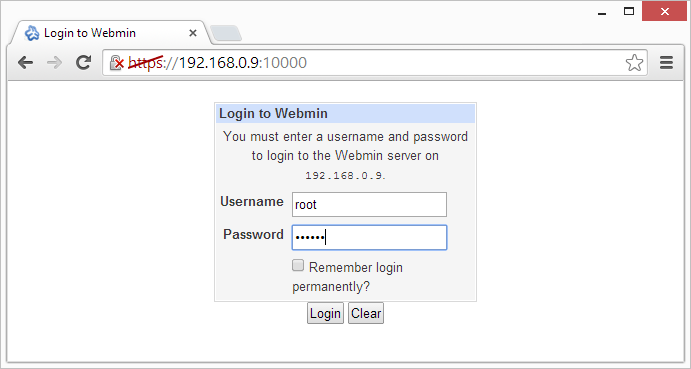 Login to Webmin
https://192.168.0.9:10000
Login to Webmin
You must enter a username and password
to login to the Webmin server on
192.168.0.9.
Username root
Password ••••••
Remember login
permanently?
Login Clear